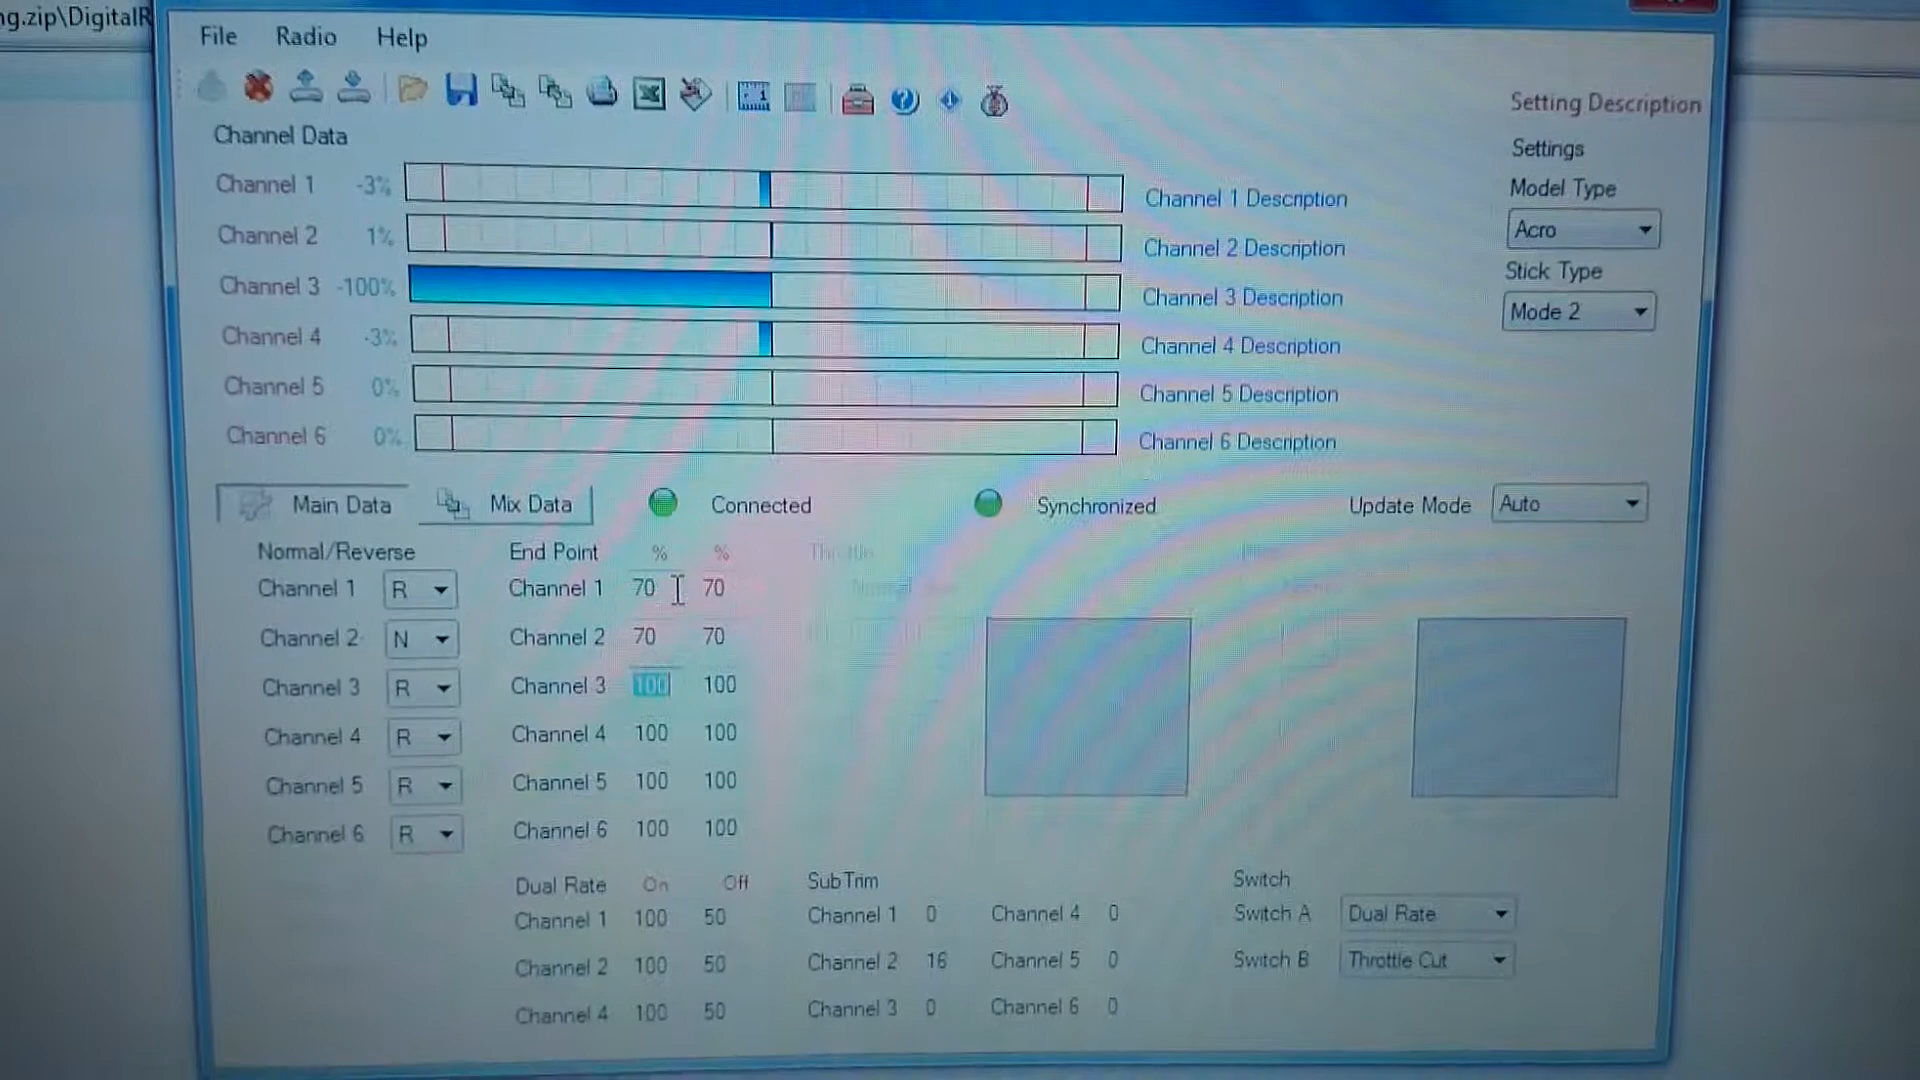 ng.zip\DigitalR
File Radio Help
Setting Description
Channel Data
Settings
Channel 1 -3% Channel 1 Description
Model Type
Acro
Channel 2 1% Channel 2 Description
Stick Type
Channel 3 -100% Channel 3 Description
Mode 2
Channel 4 -3% Channel 4 Description
Channel 5 0% Channel 5 Description
Channel 6 0% Channel 6 Description
Main Data Mix Data Connected Synchronized Update Mode Auto
Normal/Reverse End Point % % Throttle
Channel 1 R Channel 1 70 70 Normal
Channel 2 N Channel 2 70 70
Channel 3 R Channel 3 100 100
Channel 4 R Channel 4 100 100
Channel 5 R Channel 5 100 100
Channel 6 R Channel 6 100 100
Dual Rate On Off SubTrim Switch
Channel 1 100 50 Channel 1 0 Channel 4 0 Switch A Dual Rate
Channel 2 100 50 Channel 2 16 Channel 5 0 Switch B Throttle Cut
Channel 4 100 50 Channel 3 0 Channel 6 0